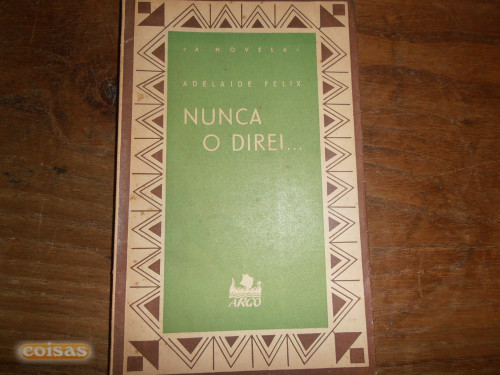 "A NOVELA"
ADELAIDE FELIX
NUNCA
O DIREI...
ARGO
coisas